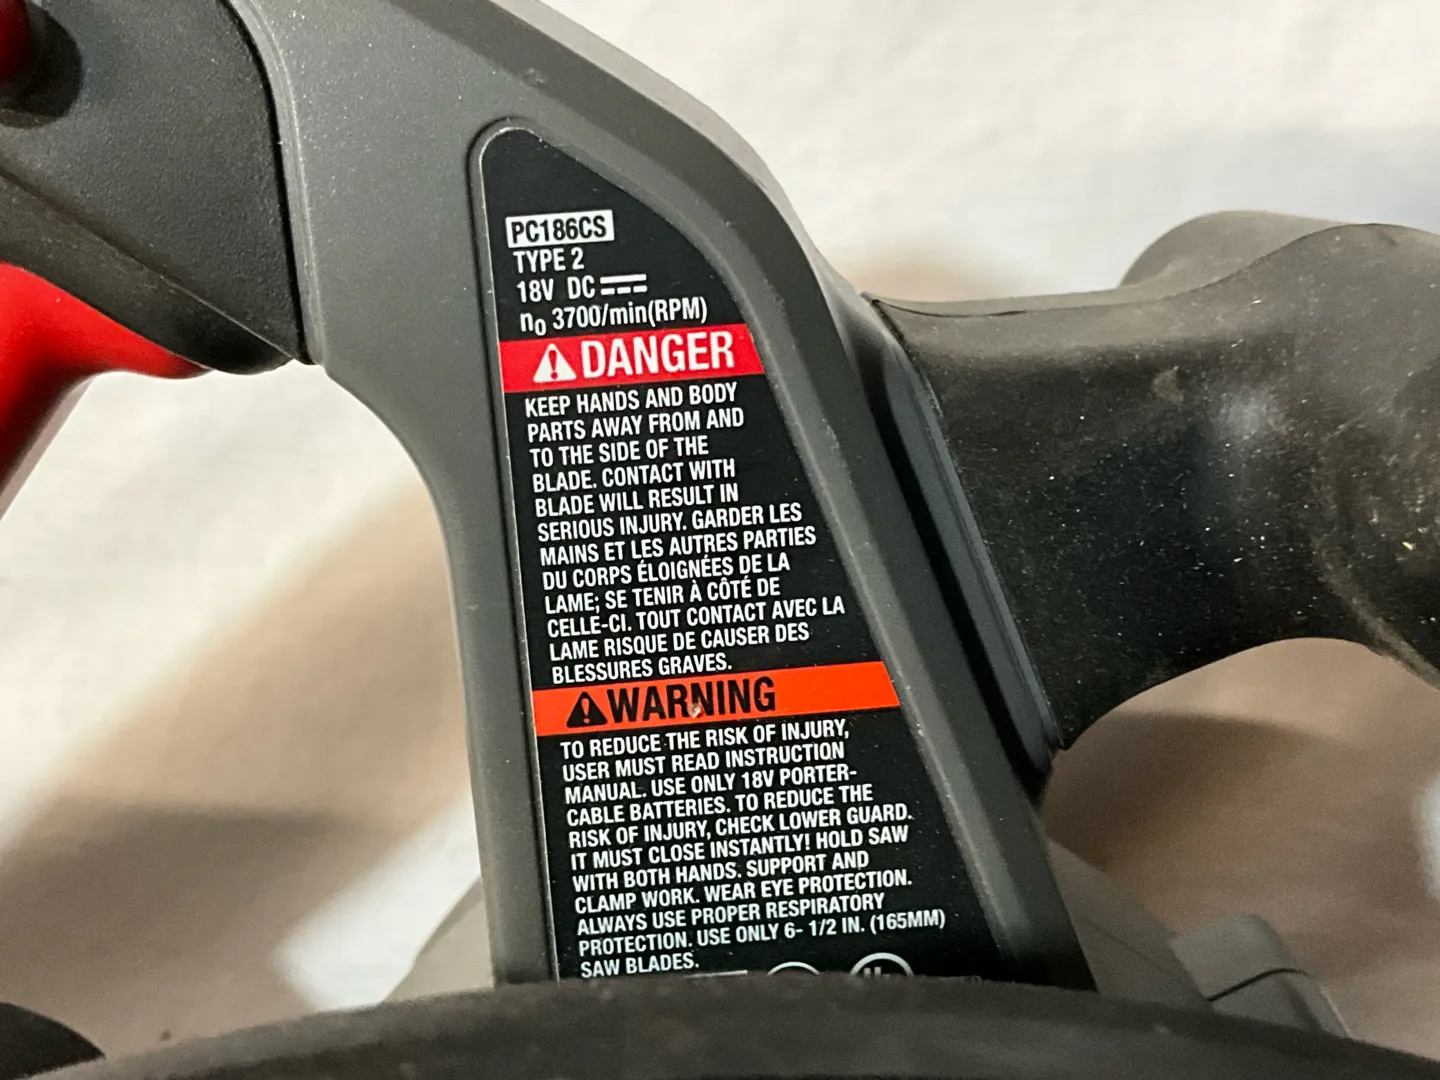 PC186CS
TYPE 2
18V DC
n0 3700/min(RPM)
DANGER
KEEP HANDS AND BODY
PARTS AWAY FROM AND
TO THE SIDE OF THE
BLADE. CONTACT WITH
BLADE WILL RESULT IN
SERIOUS INJURY. GARDER LES
MAINS ET LES AUTRES PARTIES
DU CORPS ÉLOIGNÉES DE LA
LAME; SE TENIR À CÔTÉ DE
CELLE-CI. TOUT CONTACT AVEC LA
LAME RISQUE DE CAUSER DES
BLESSURES GRAVES.
WARNING
TO REDUCE THE RISK OF INJURY,
USER MUST READ INSTRUCTION
MANUAL. USE ONLY 18V PORTER-
CABLE BATTERIES. TO REDUCE THE
RISK OF INJURY, CHECK LOWER GUARD.
IT MUST CLOSE INSTANTLY! HOLD SAW
WITH BOTH HANDS. SUPPORT AND
CLAMP WORK. WEAR EYE PROTECTION.
ALWAYS USE PROPER RESPIRATORY
PROTECTION. USE ONLY 6- 1/2 IN. (165MM)
SAW BLADES.